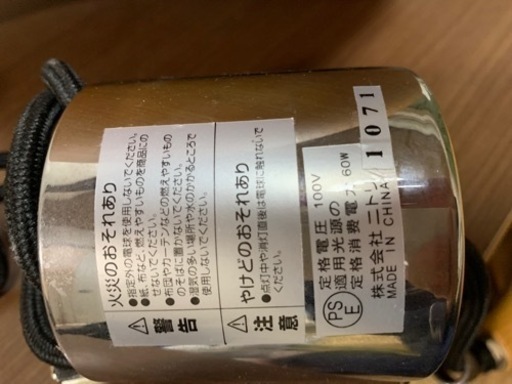 ⚠警告
火災のおそれあり
●指定外の電球を使用しないでください。
●紙、布など、燃えやすいものを商品にの
せないでください。
●布団やカーテンなどの燃えやすいもの
のそばに置かないでください。
●湿気の多い場所や水のかかるところで
使用しないでください。
⚠注意
やけどのおそれあり
●点灯中や消灯直後は電球に触れないで
ください。
PS
E
定格電圧 100V
適用光源の
定格消費電力 60W
株式会社ニトリ
MADE IN CHINA
1071